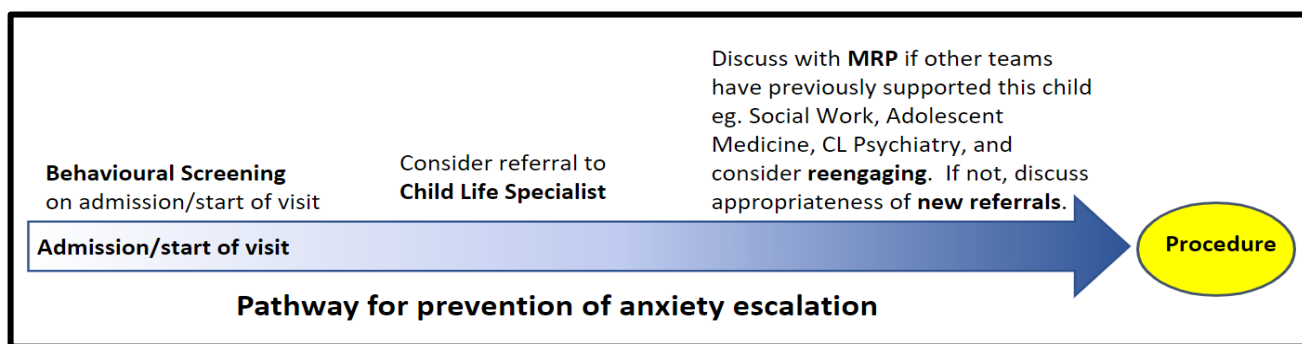 Behavioural Screening
on admission/start of visit
Consider referral to
Child Life Specialist
Discuss with MRP if other teams
have previously supported this child
eg. Social Work, Adolescent
Medicine, CL Psychiatry, and
consider reengaging.  If not, discuss
appropriateness of new referrals.
Admission/start of visit
Procedure
Pathway for prevention of anxiety escalation